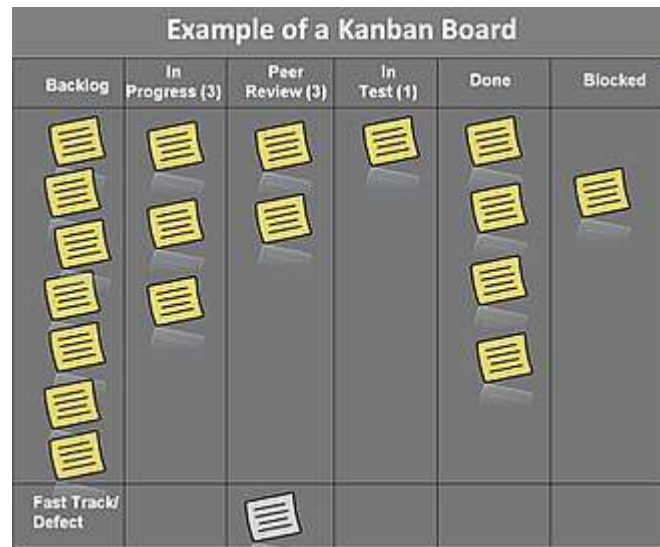 Example of a Kanban Board
Backlog
In
Progress (3)
Peer
Review (3)
In
Test (1)
Done
Blocked
Fast Track/
Defect